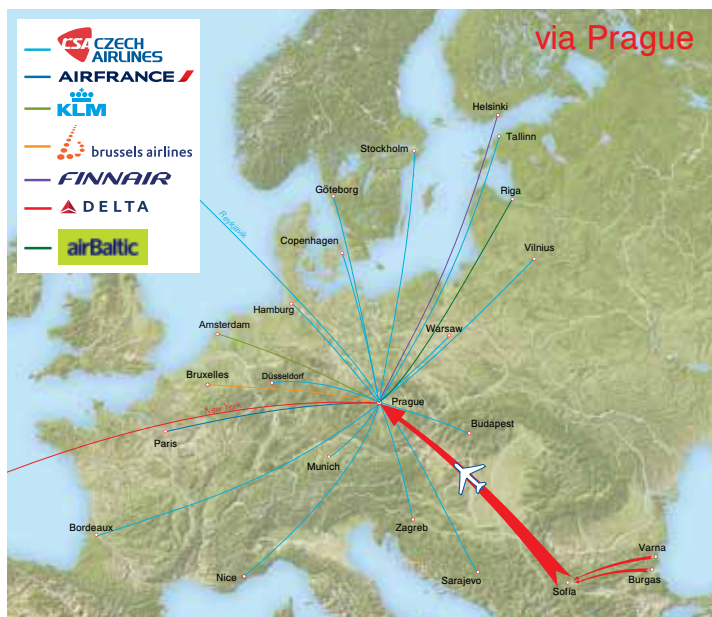 via Prague
CSA CZECH
AIRLINES
AIRFRANCE
KLM
brussels airlines
FINNAIR
DELTA
airBaltic
Helsinki
Tallinn
Stockholm
Göteborg
Riga
Reykjavik
Copenhagen
Vilnius
Hamburg
Amsterdam
Warsaw
Bruxelles
Düsseldorf
New York
Prague
Paris
Budapest
Munich
Bordeaux
Zagreb
Varna
Nice
Sarajevo
Burgas
Sofia